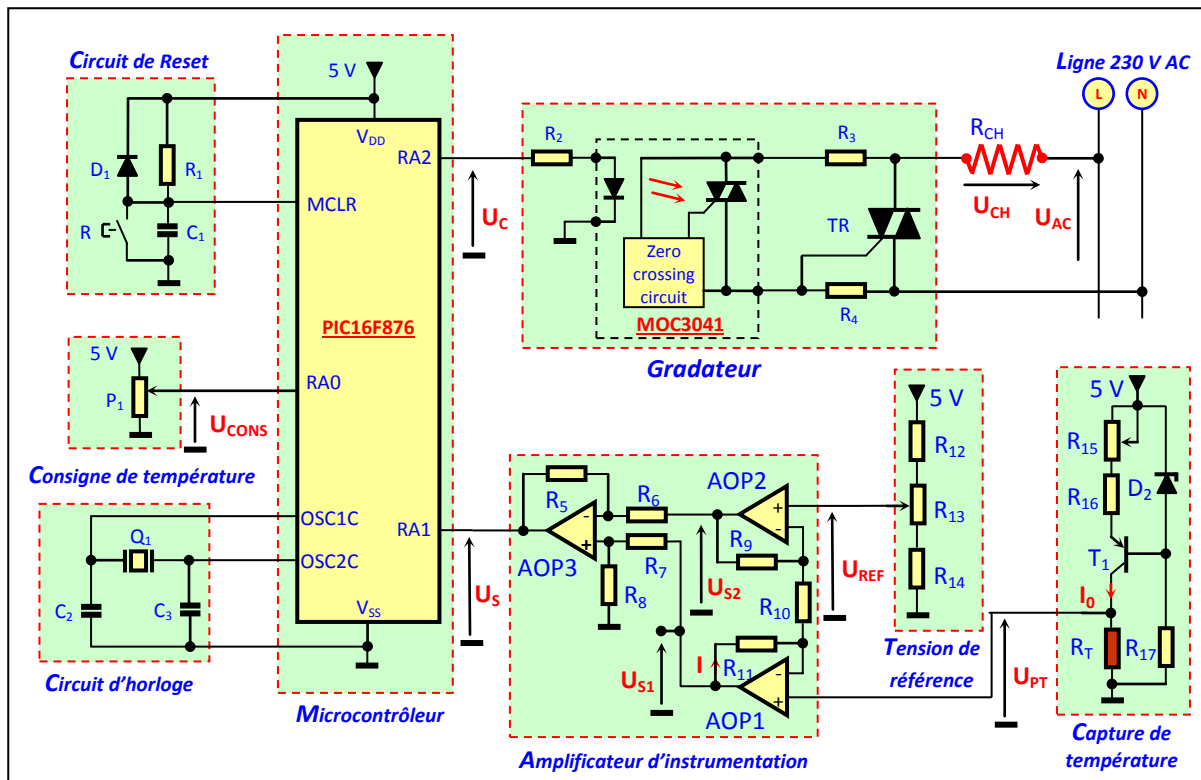 Circuit de Reset
5 V
Ligne 230 V AC
L
N
D1
R1
R
C1
VDD
RA2
MCLR
PIC16F876
RA0
OSC1C
OSC2C
RA1
VSS
UC
R2
Zero
crossing
circuit
MOC3041
R3
TR
R4
Gradateur
RCH
UCH
UAC
5 V
P1
UCONS
Consigne de température
Q1
C2
C3
Circuit d'horloge
Microcontrôleur
US
R5
-
+
AOP3
R6
R7
R8
AOP2
+
-
R9
R10
US2
US1
I
R11
-
+
AOP1
Amplificateur d'instrumentation
UREF
5 V
R12
R13
R14
Tension de
référence
UPT
5 V
R15
R16
D2
T1
I0
RT
R17
Capture de
température